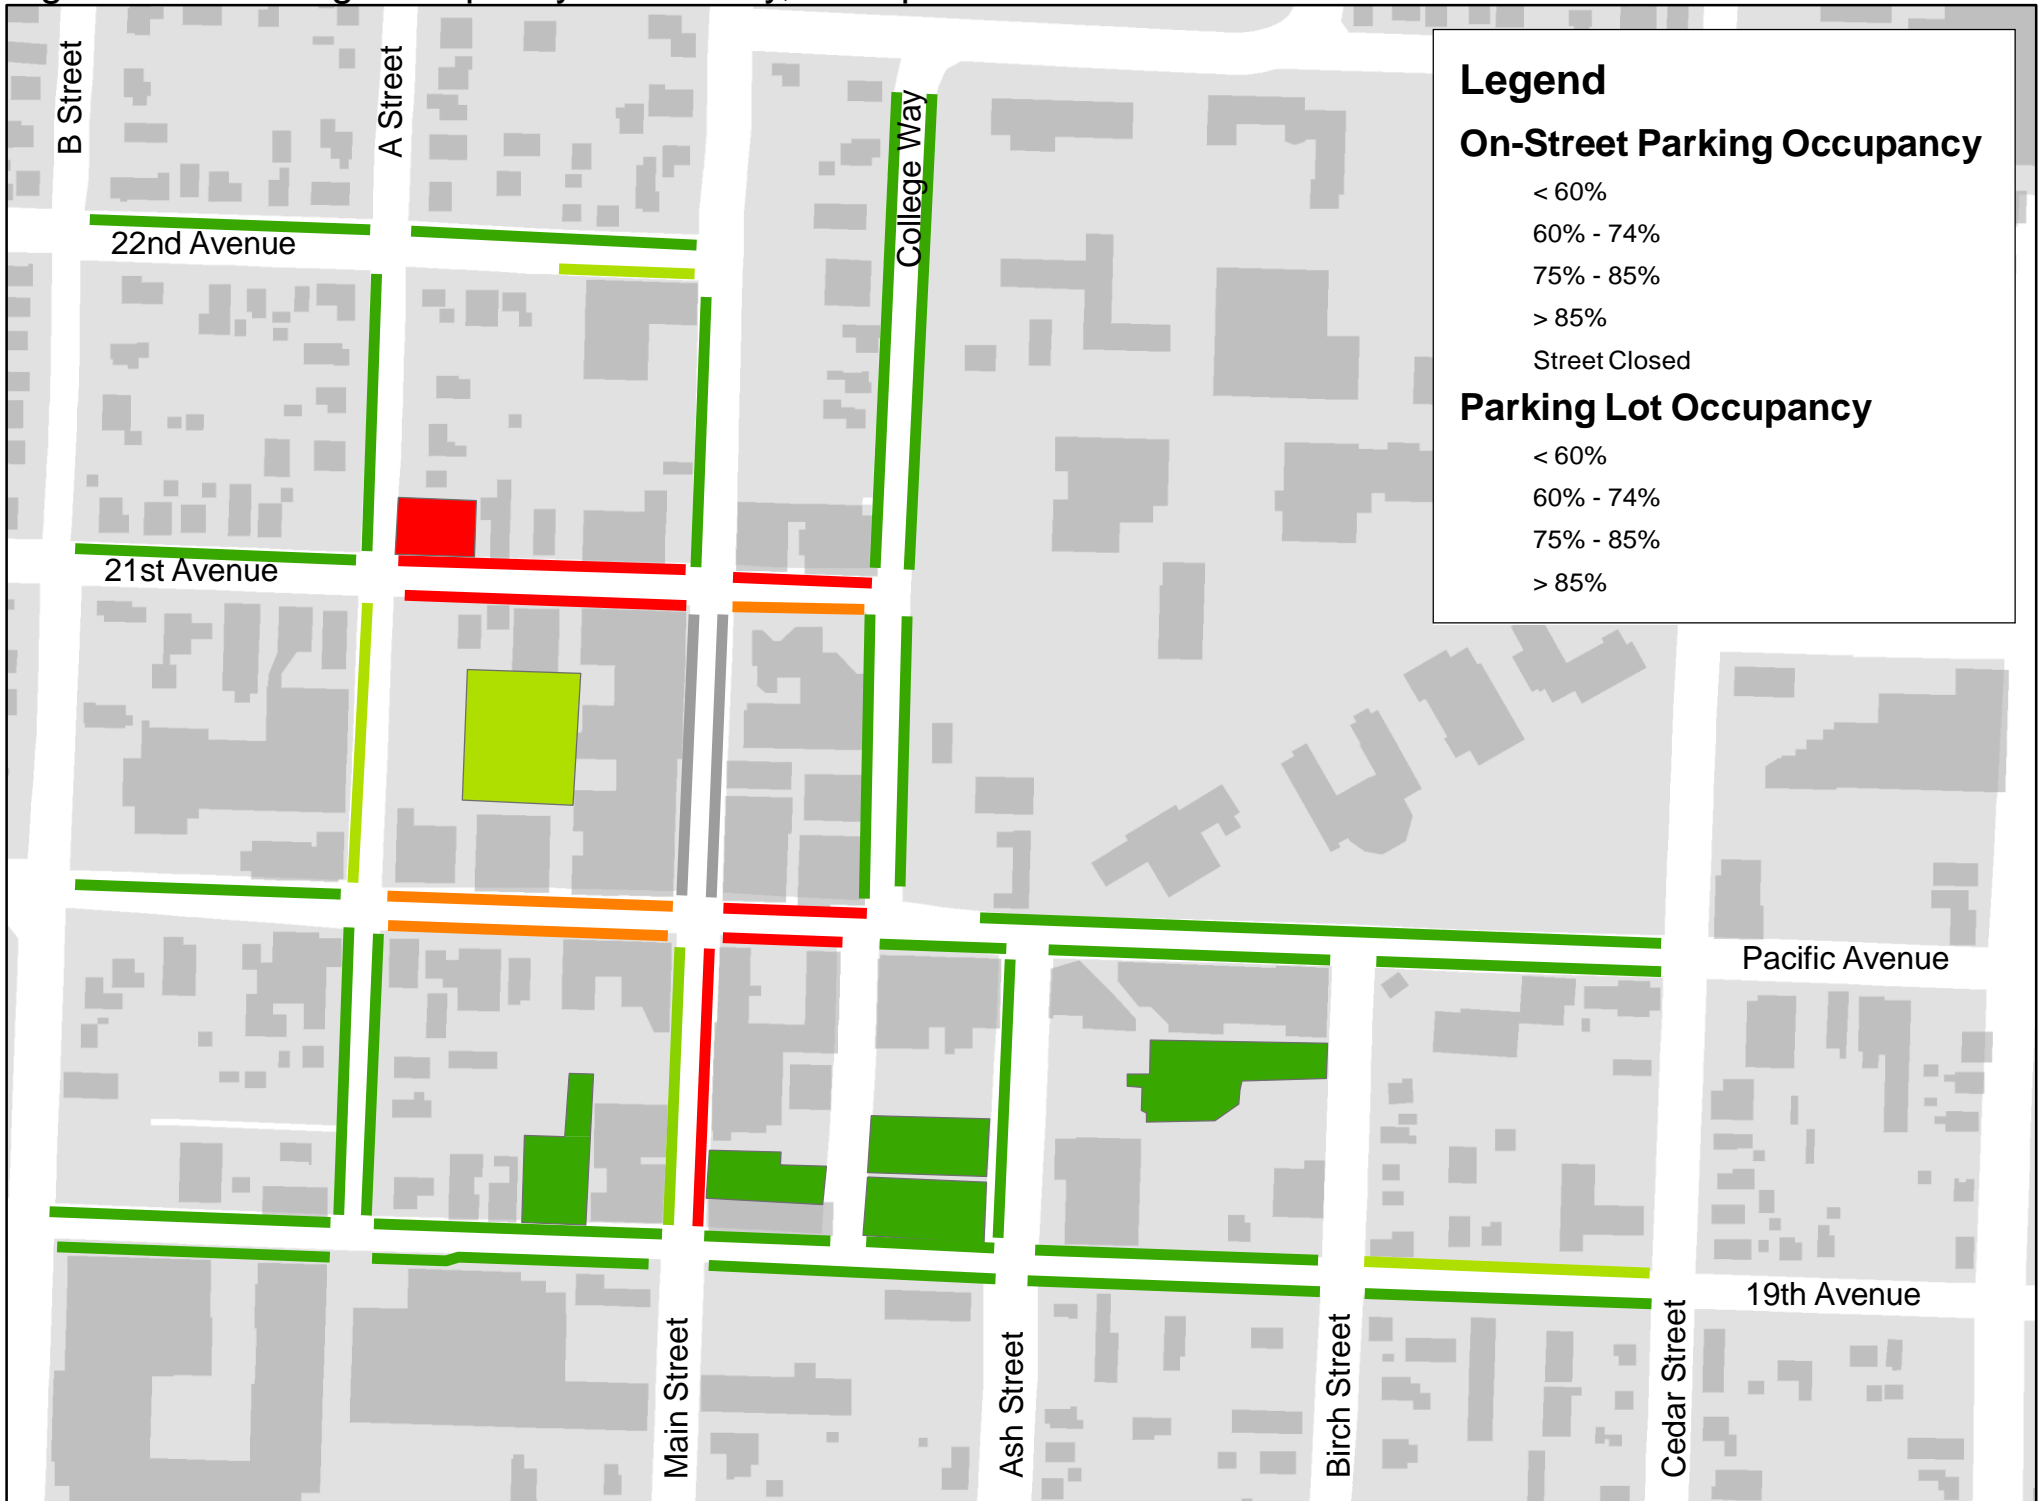 Legend
On-Street Parking Occupancy
< 60%
60% - 74%
75% - 85%
> 85%
Street Closed
Parking Lot Occupancy
< 60%
60% - 74%
75% - 85%
> 85%
B Street
A Street
College Way
22nd Avenue
21st Avenue
Pacific Avenue
19th Avenue
Main Street
Ash Street
Birch Street
Cedar Street